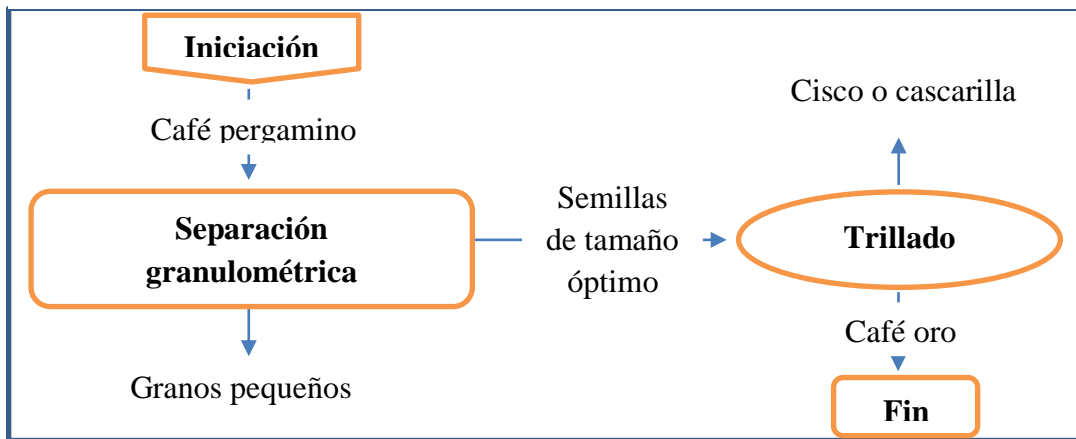 Iniciación
Café pergamino
Separación
granulométrica
Granos pequeños
Semillas
de tamaño
óptimo
Cisco o cascarilla
Trillado
Café oro
Fin